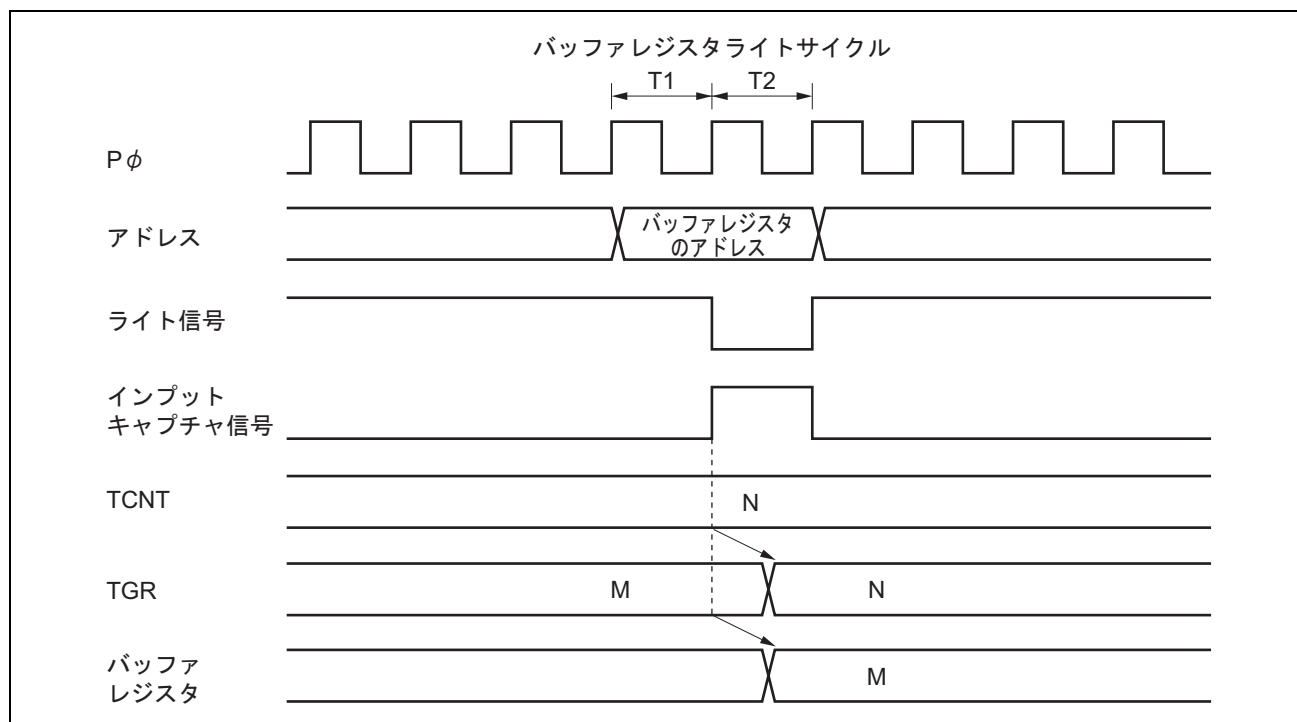 バッファレジスタライトサイクル
T1
T2
Pφ
アドレス
バッファレジスタ
のアドレス
ライト信号
インプット
キャプチャ信号
TCNT
N
TGR
M
N
バッファ
レジスタ
M